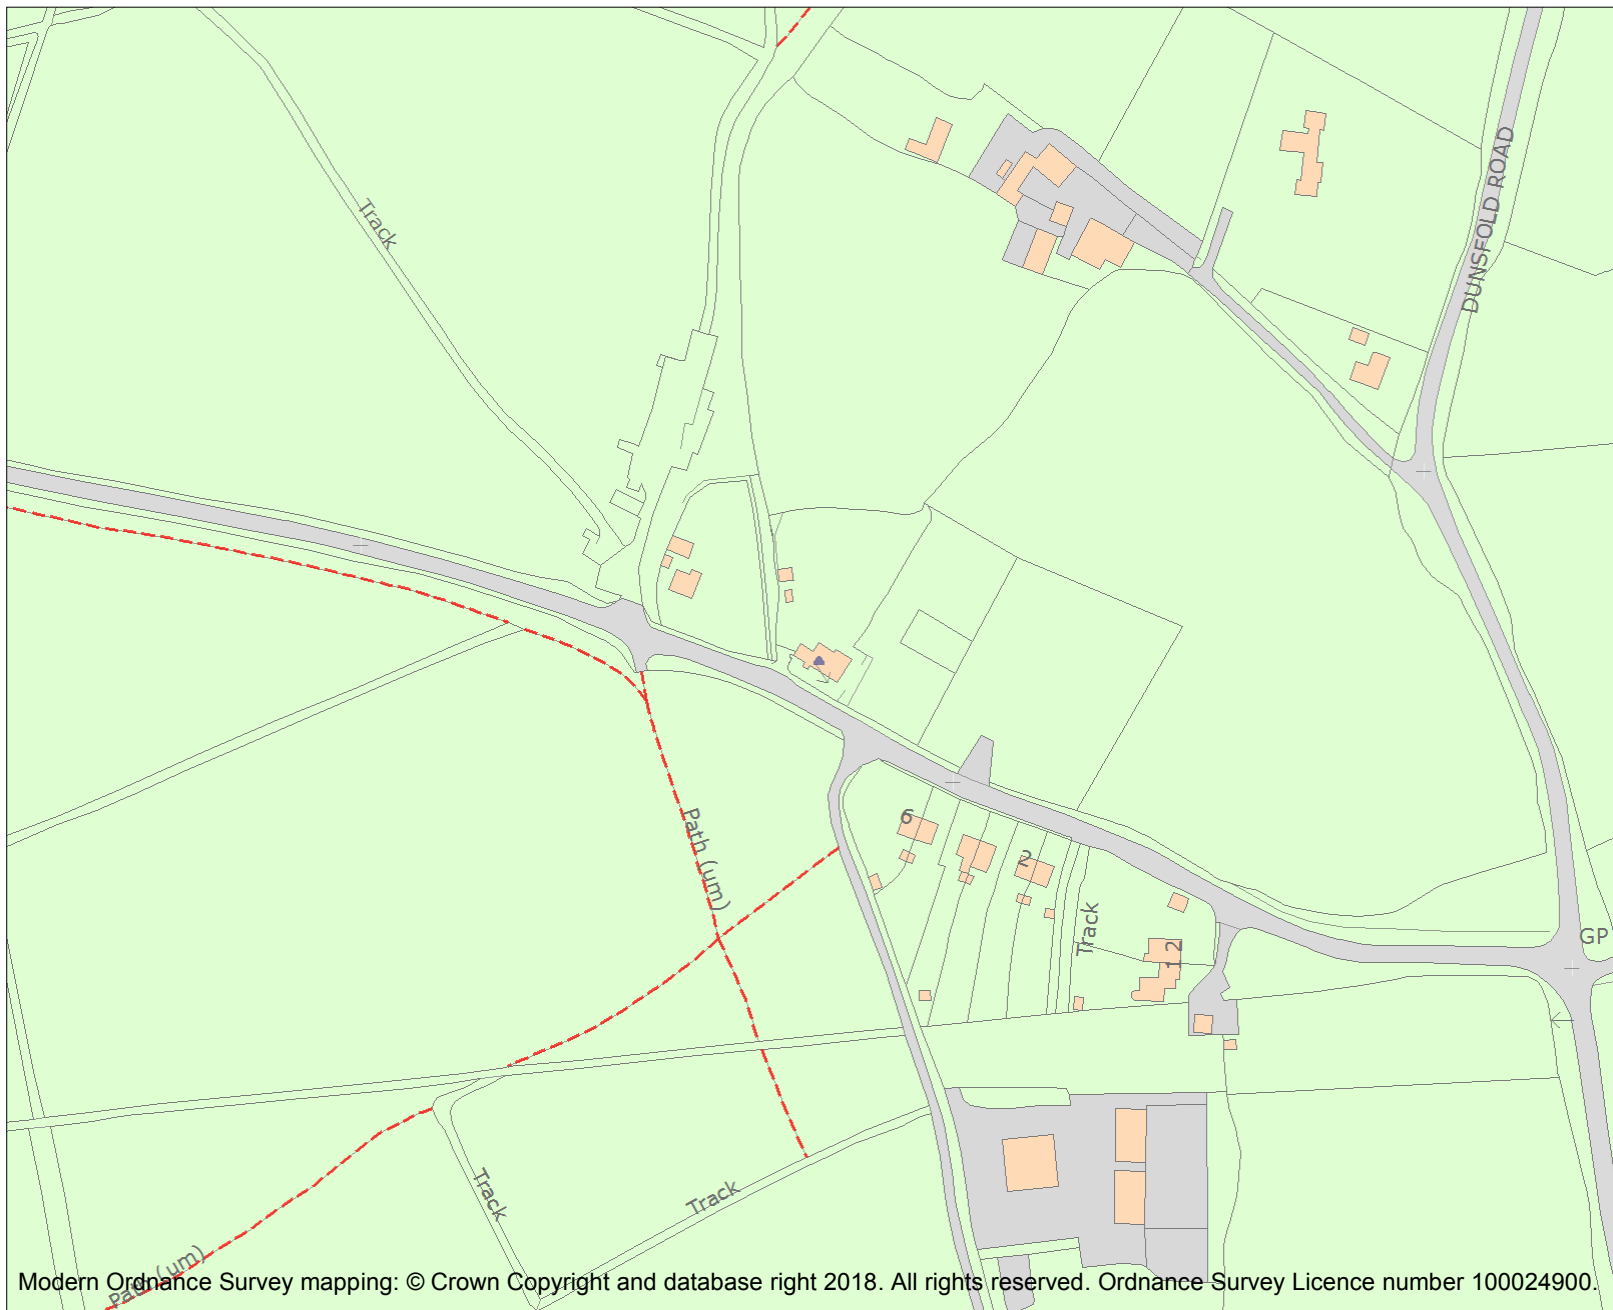 DUNSFOLD ROAD
Track
Path (um)
6
2
Track
12
GP
Track
Track
Path (um)
Modern Ordnance Survey mapping: © Crown Copyright and database right 2018. All rights reserved. Ordnance Survey Licence number 100024900.